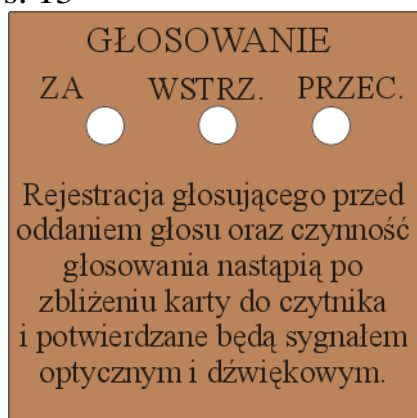 GŁOSOWANIE
ZA WSTRZ. PRZEC.
Rejestracja głosującego przed
oddaniem głosu oraz czynność
głosowania nastąpią po
zbliżeniu karty do czytnika
i potwierdzane będą sygnałem
optycznym i dźwiękowym.